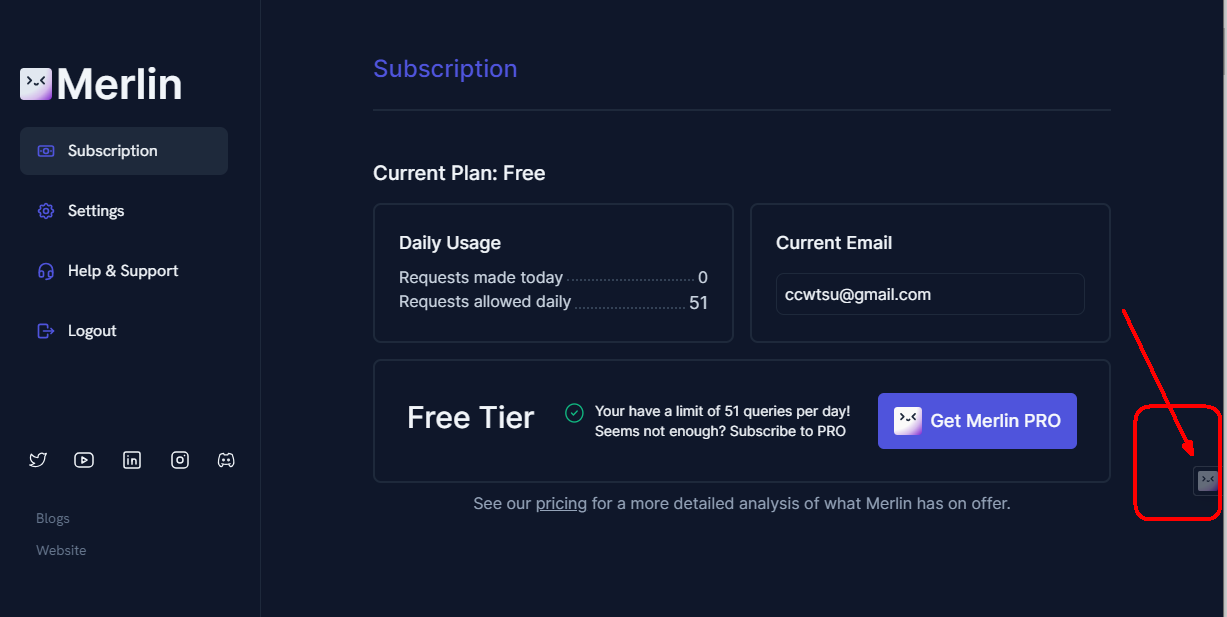 Merlin
Subscription
Settings
Help & Support
Logout
Blogs
Website
Subscription
Current Plan: Free
Daily Usage
Requests made today 0
Requests allowed daily 51
Current Email
ccwtsu@gmail.com
Free Tier
Your have a limit of 51 queries per day!
Seems not enough? Subscribe to PRO
Get Merlin PRO
See our pricing for a more detailed analysis of what Merlin has on offer.